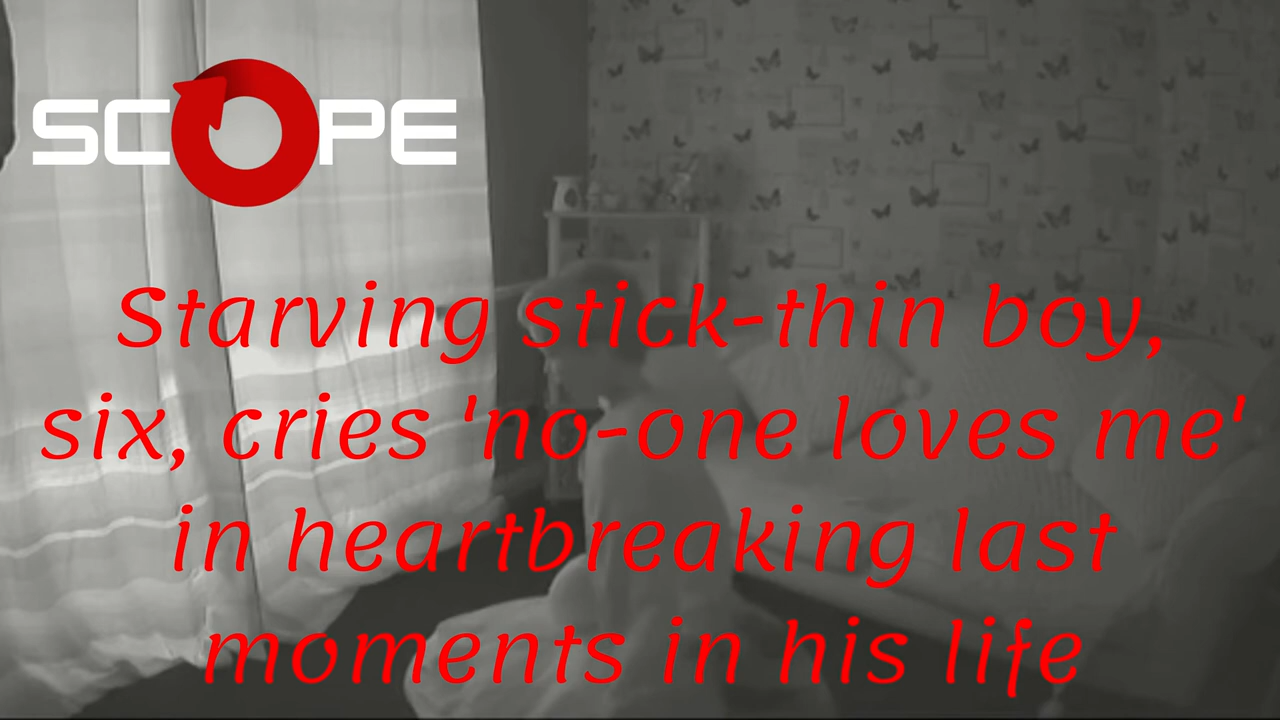 SCOPE
Starving stick-thin boy,
six, cries 'no-one loves me'
in heartbreaking last
moments in his life